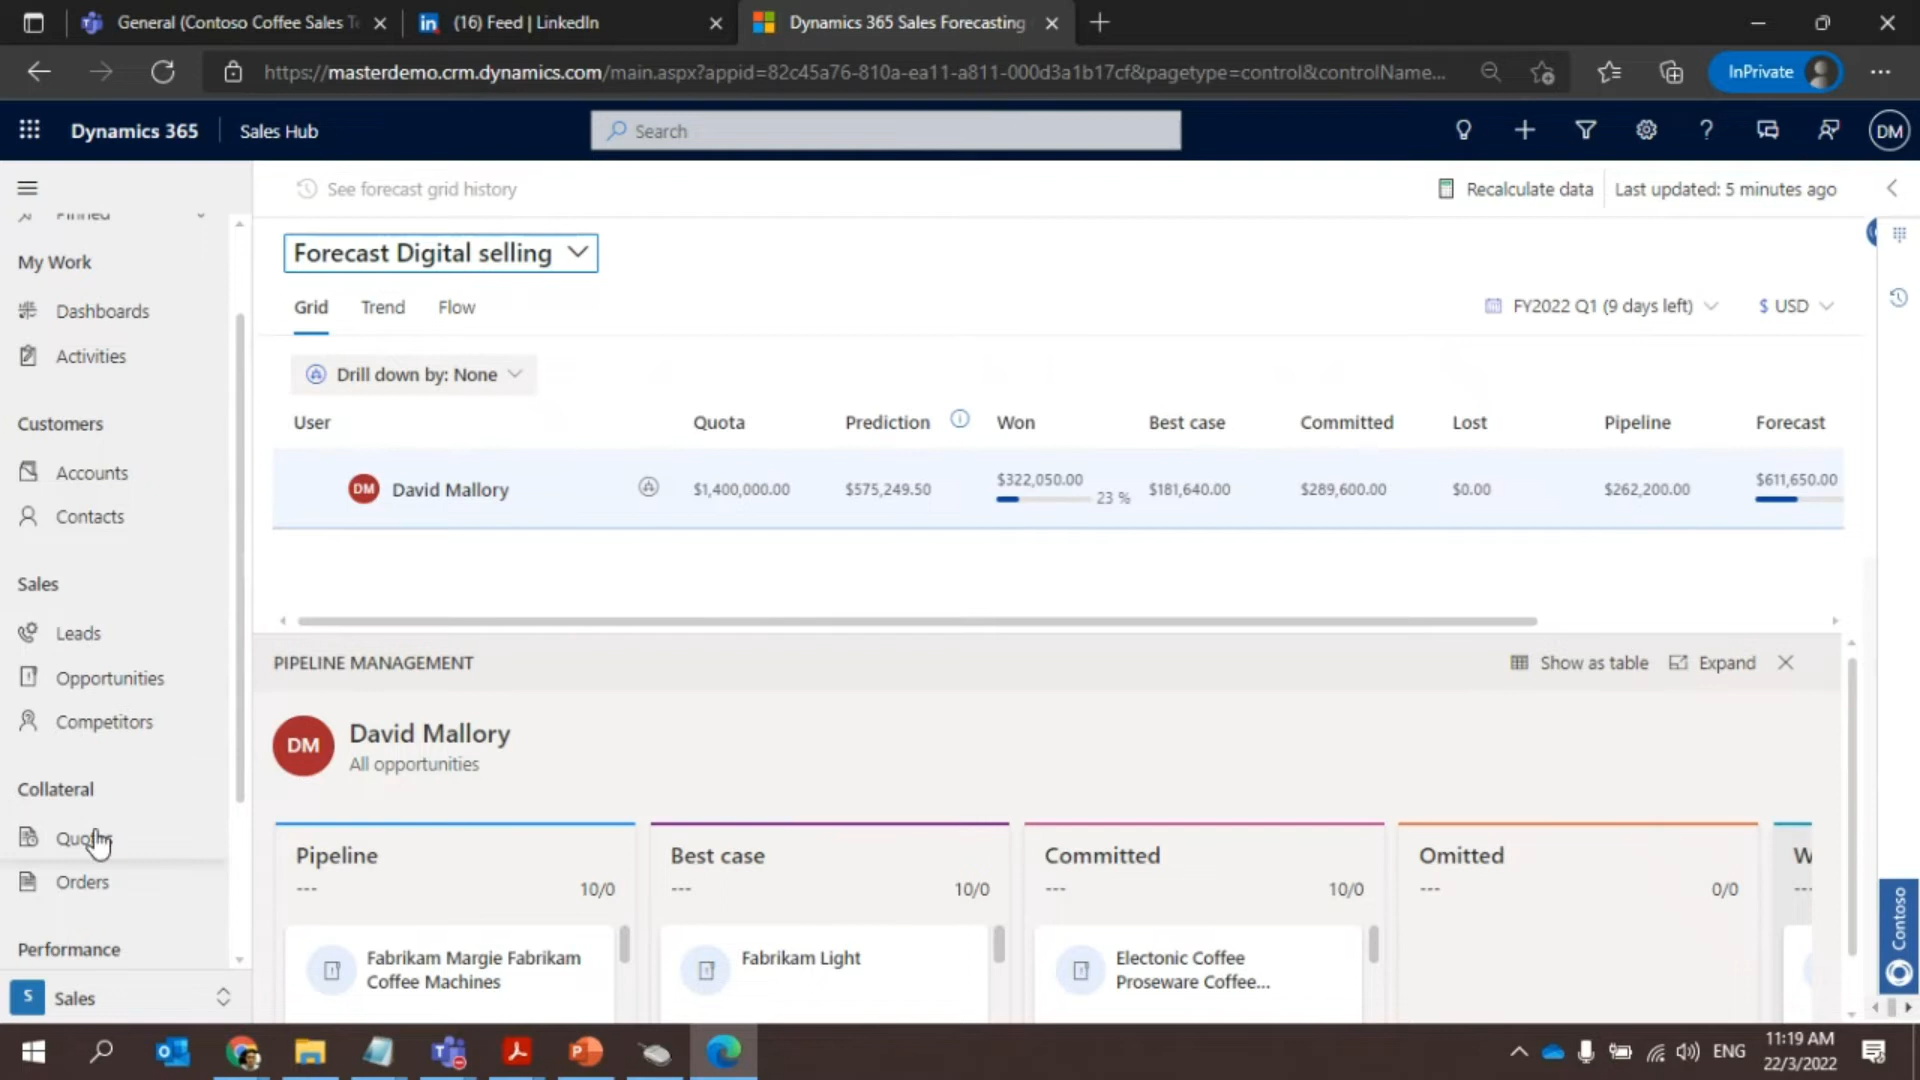 General (Contoso Coffee Sales Te
(16) Feed | LinkedIn
Dynamics 365 Sales Forecasting
https://masterdemo.crm.dynamics.com/main.aspx?appid=82c45a76-810a-ea11-a811-000d3a1b17cf&pagetype=control&controlName...
InPrivate
Dynamics 365
Sales Hub
Search
DM
See forecast grid history
Recalculate data
Last updated: 5 minutes ago
Pinned
My Work
Dashboards
Activities
Customers
Accounts
Contacts
Sales
Leads
Opportunities
Competitors
Collateral
Orders
Performance
S
Sales
Forecast Digital selling
Grid
Trend
Flow
FY2022 Q1 (9 days left)
$ USD
Drill down by: None
User
Quota
Prediction
Won
Best case
Committed
Lost
Pipeline
Forecast
DM
David Mallory
$1,400,000.00
$575,249.50
$322,050.00
23 %
$181,640.00
$289,600.00
$0.00
$262,200.00
$611,650.00
PIPELINE MANAGEMENT
Show as table
Expand
DM
David Mallory
All opportunities
Pipeline
---
10/0
Fabrikam Margie Fabrikam
Coffee Machines
Best case
---
10/0
Fabrikam Light
Committed
---
10/0
Electonic Coffee
Proseware Coffee...
Omitted
---
0/0
W
---
Contoso
ENG
11:19 AM
22/3/2022